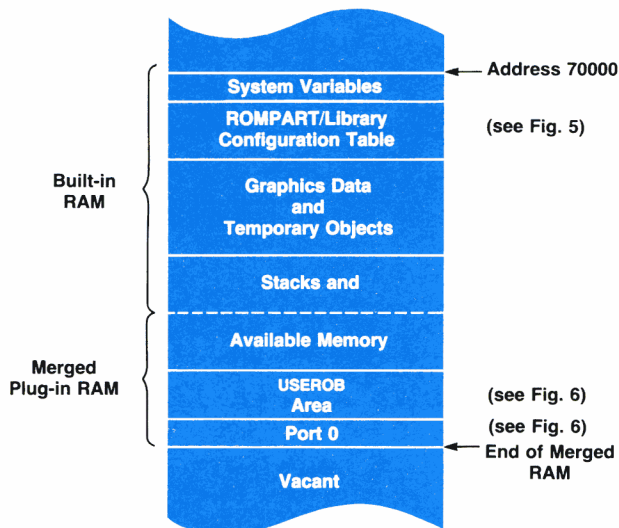 Address 70000
System Variables
ROMPART/Library
Configuration Table
(see Fig. 5)
Built-in
RAM
Graphics Data
and
Temporary Objects
Stacks and
Available Memory
Merged
Plug-in RAM
USEROB
Area
(see Fig. 6)
Port 0
(see Fig. 6)
End of Merged
RAM
Vacant